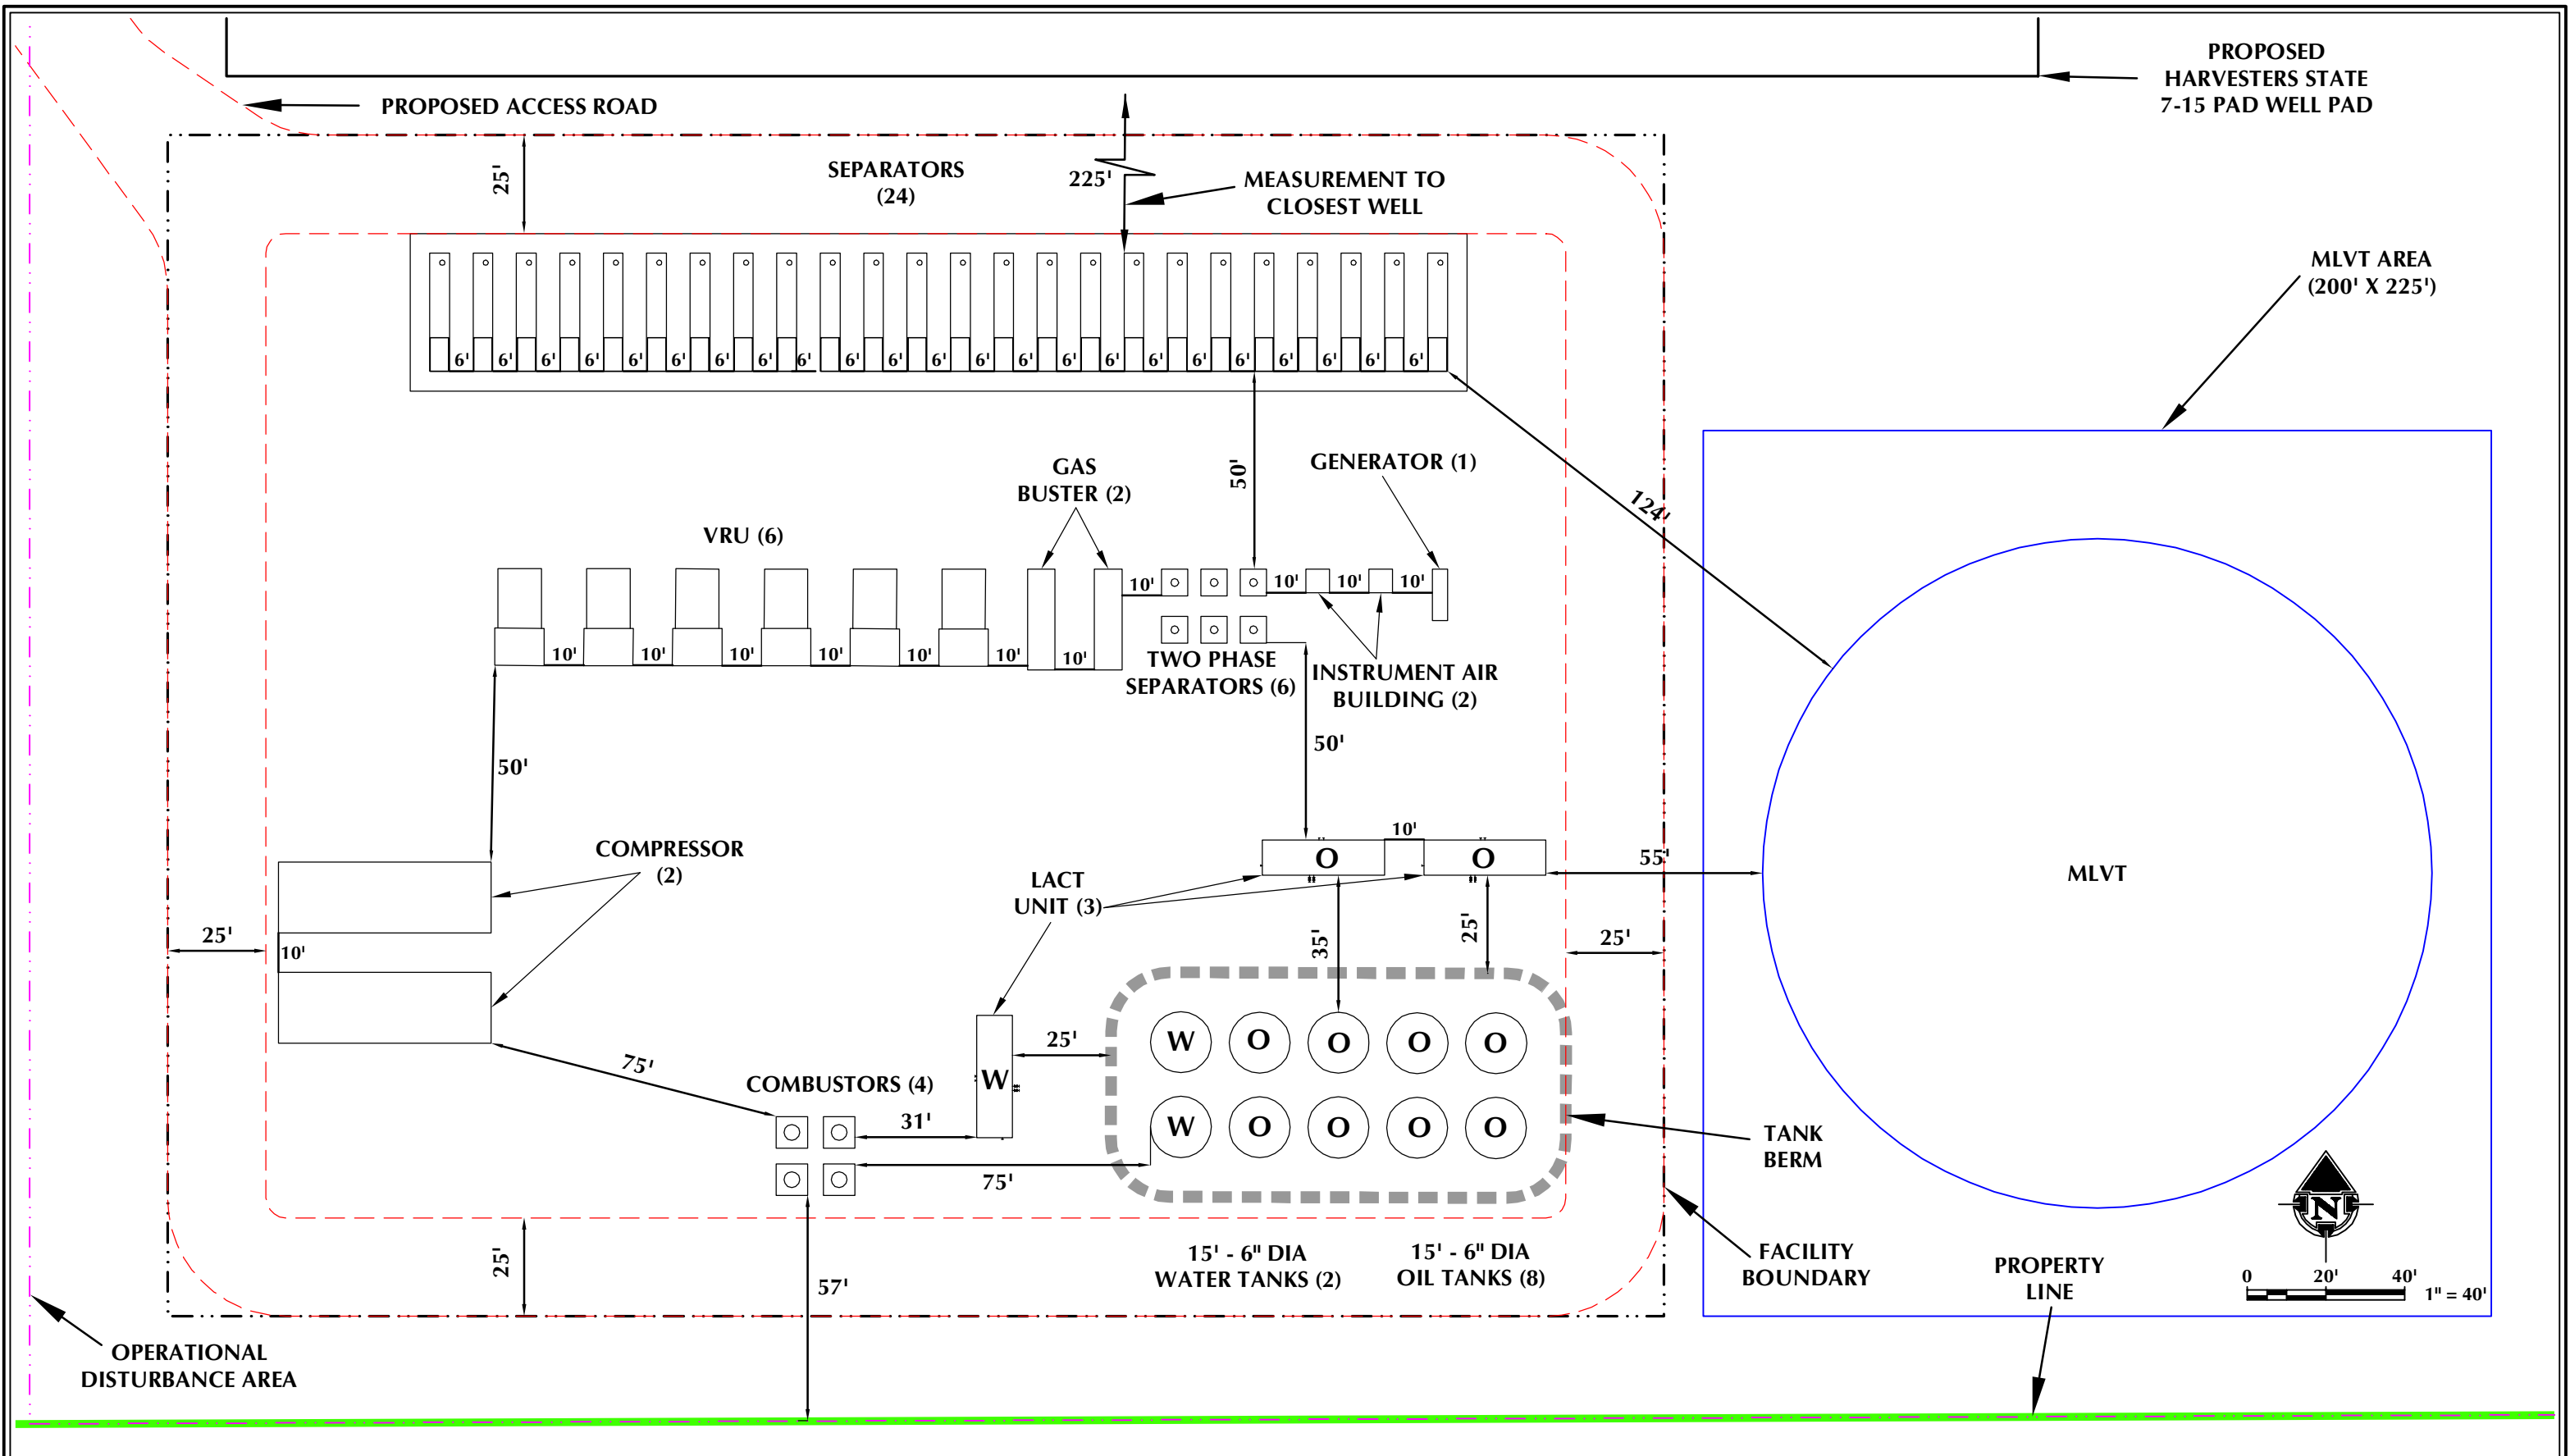 PROPOSED
HARVESTERS STATE
7-15 PAD WELL PAD
PROPOSED ACCESS ROAD
25'
SEPARATORS
(24)
225'
MEASUREMENT TO
CLOSEST WELL
MLVT AREA
(200' X 225')
6' 6' 6' 6' 6' 6' 6' 6' 6' 6' 6' 6' 6' 6' 6' 6' 6' 6' 6' 6' 6' 6' 6'
50'
124'
GAS
BUSTER (2)
GENERATOR (1)
VRU (6)
10' 10' 10' 10'
10' 10' 10' 10' 10' 10' 10'
TWO PHASE
SEPARATORS (6)
INSTRUMENT AIR
BUILDING (2)
50'
50'
10'
COMPRESSOR
(2)
O O
55'
MLVT
LACT
UNIT (3)
25'
10'
35'
25'
25'
75'
25'
W O O O O
COMBUSTORS (4)
W
31'
W O O O O
75'
TANK
BERM
N
25'
57'
15' - 6" DIA
WATER TANKS (2)
15' - 6" DIA
OIL TANKS (8)
FACILITY
BOUNDARY
PROPERTY
LINE
0 20' 40'
1" = 40'
OPERATIONAL
DISTURBANCE AREA